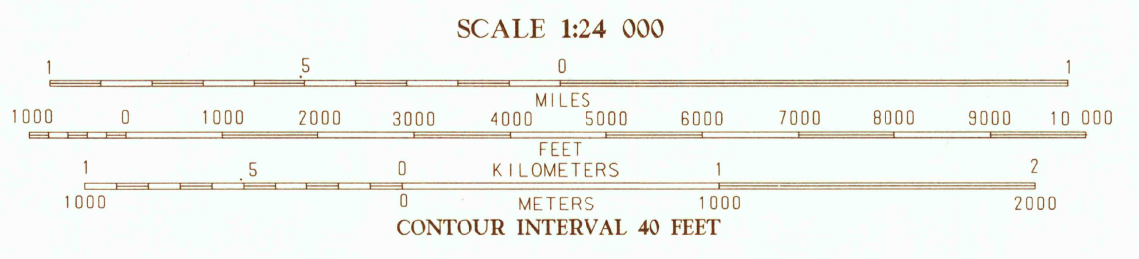 SCALE 1:24 000
1 .5 0 1
MILES
1000 0 1000 2000 3000 4000 5000 6000 7000 8000 9000 10 000
FEET
1 .5 0 KILOMETERS 1 2
1000 0 METERS 1000 2000
CONTOUR INTERVAL 40 FEET